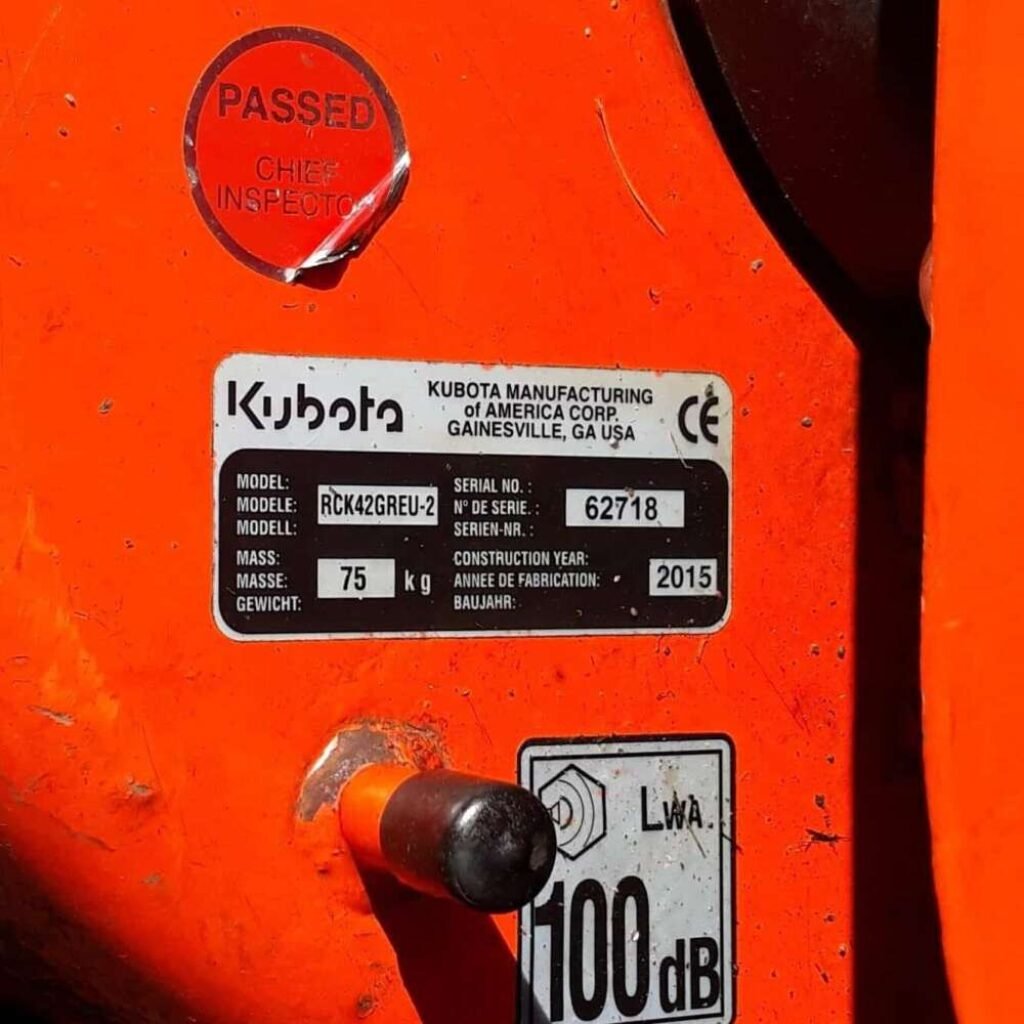 PASSED
CHIEF
INSPECTO
Kubota
KUBOTA MANUFACTURING
of AMERICA CORP.
GAINESVILLE, GA USA
CE
MODEL:
MODELE:
MODELL:
RCK42GREU-2
SERIAL NO. :
N° DE SERIE. :
SERIEN-NR. :
62718
MASS:
MASSE:
GEWICHT:
75 kg
CONSTRUCTION YEAR:
ANNEE DE FABRICATION:
BAUJAHR:
2015
LWA
100 dB